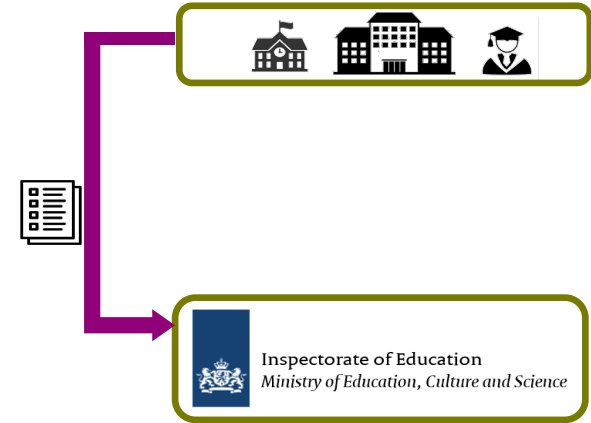 Inspectorate of Education
Ministry of Education, Culture and Science